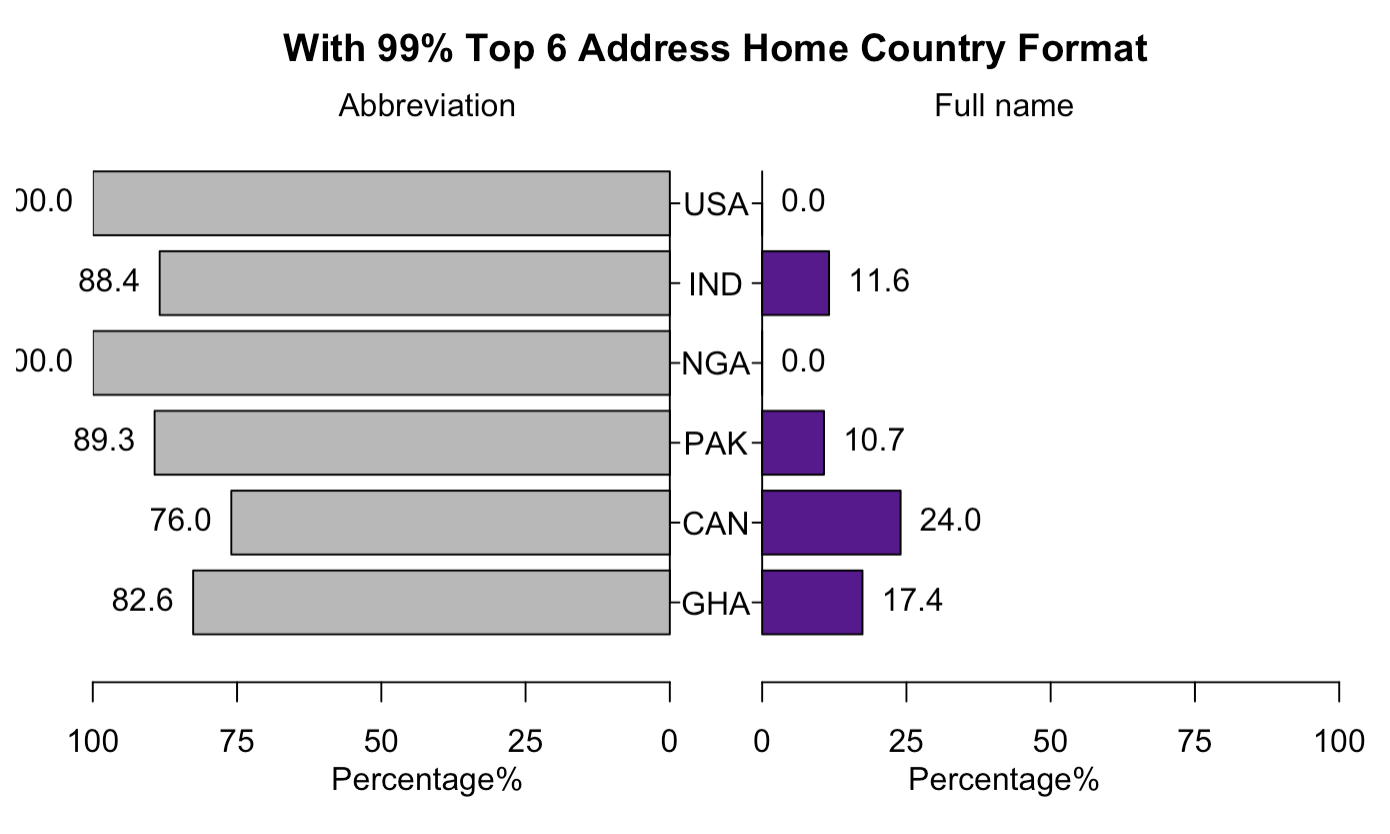 With 99% Top 6 Address Home Country Format
Abbreviation Full name
00.0 USA 0.0
88.4 IND 11.6
00.0 NGA 0.0
89.3 PAK 10.7
76.0 CAN 24.0
82.6 GHA 17.4
100 75 50 25 0 0 25 50 75 100
Percentage% Percentage%